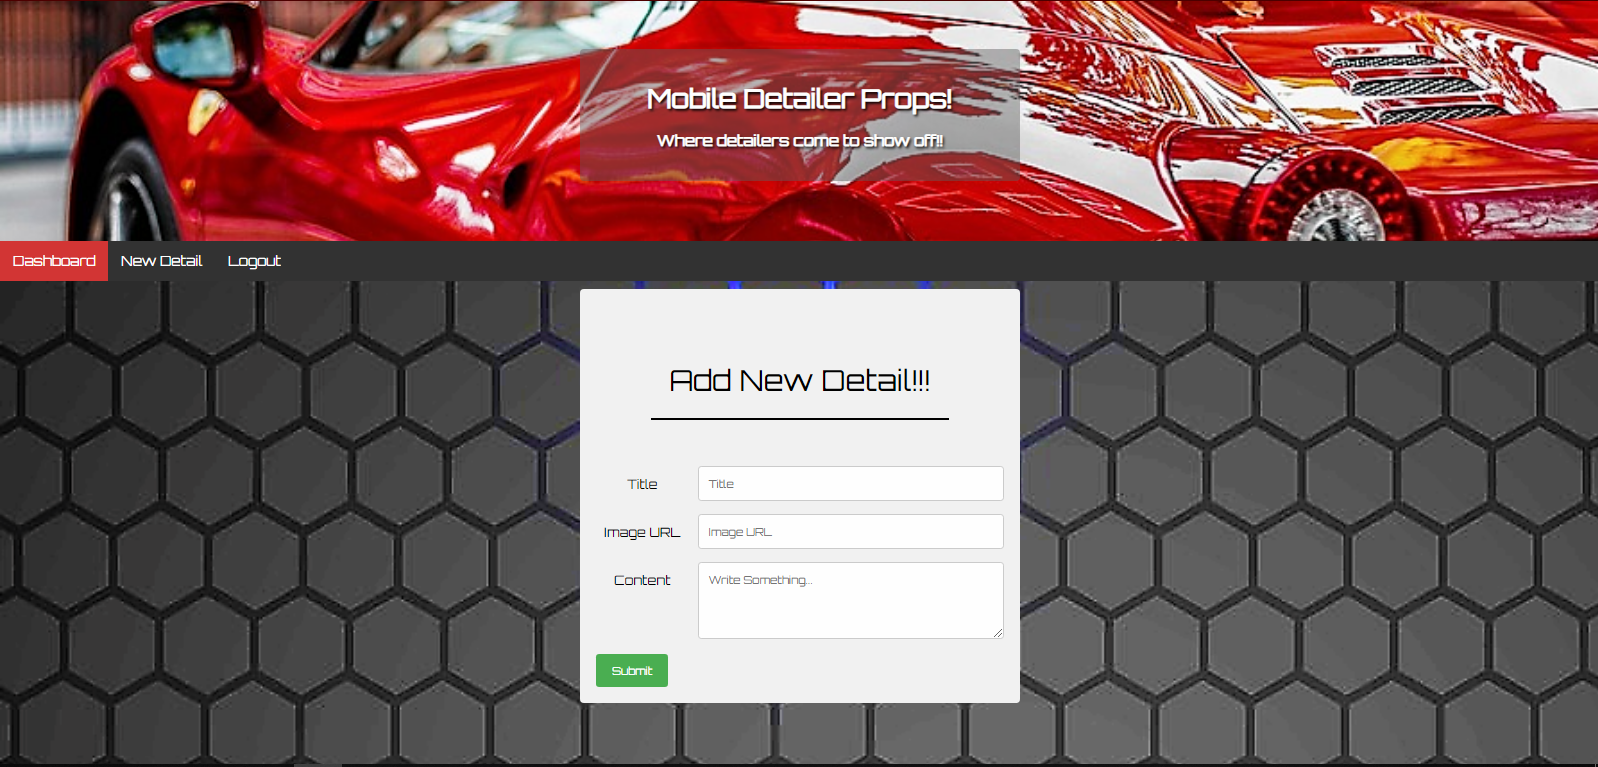 Mobile Detailer Props!
Where detailers come to show off!!
Dashboard New Detail Logout
Add New Detail!!!
Title Title
Image URL Image URL
Content Write Something...
Submit